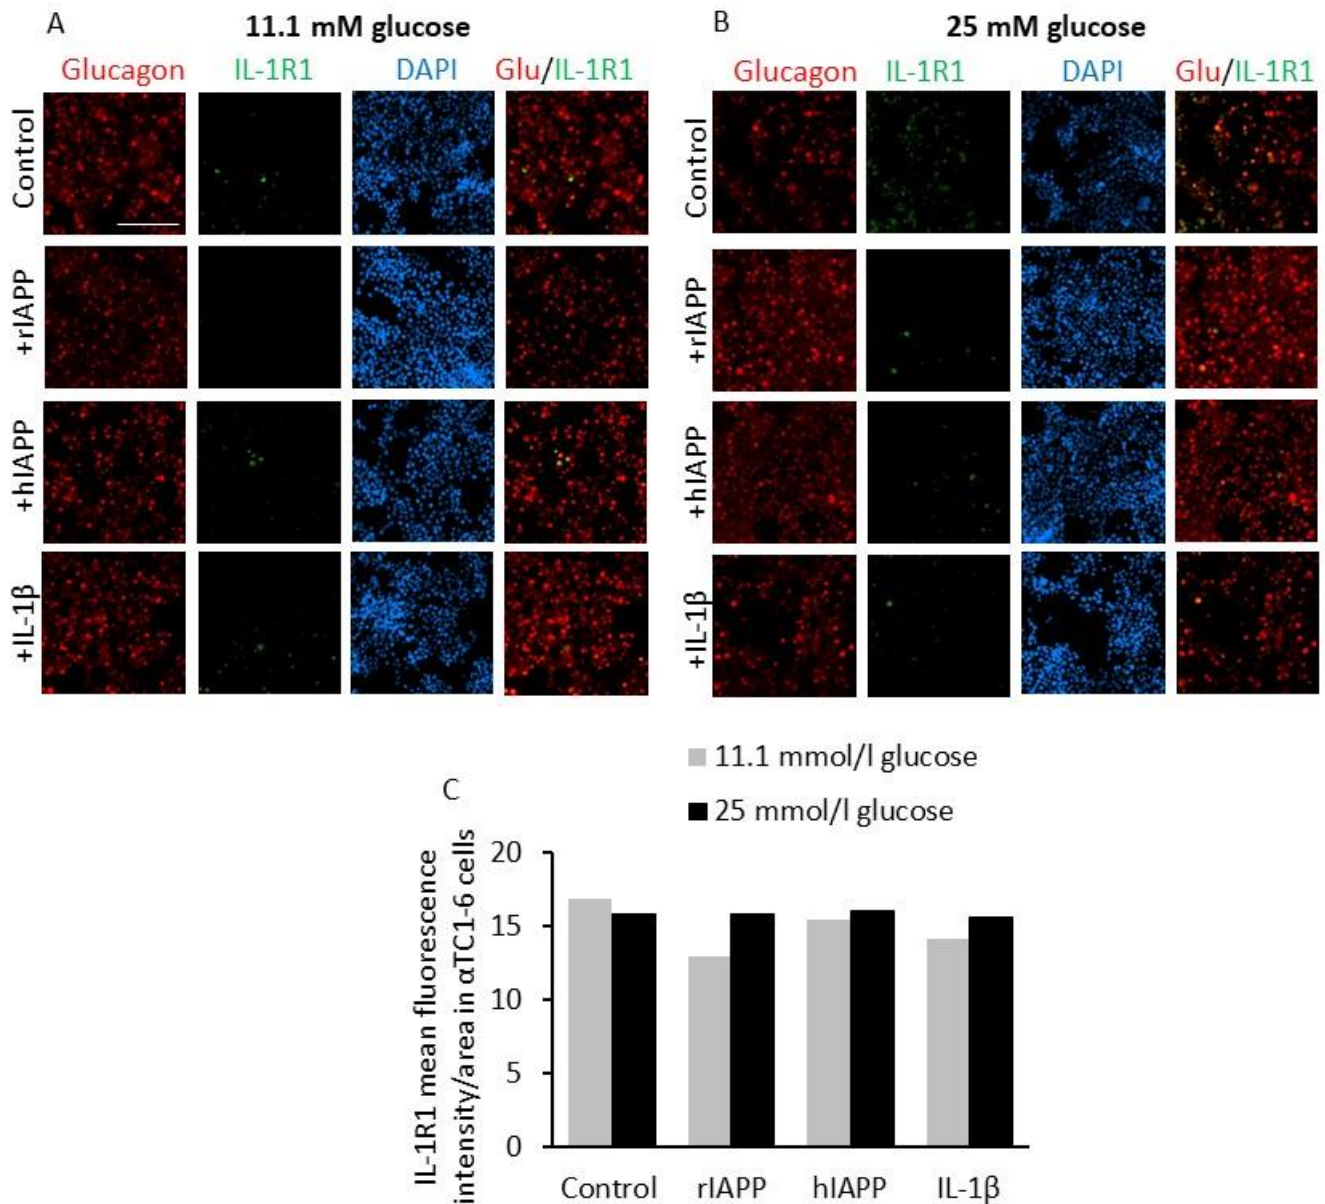 A
11.1 mM glucose
Glucagon IL-1R1 DAPI Glu/IL-1R1
Control
+rIAPP
+hIAPP
+IL-1β
B
25 mM glucose
Glucagon IL-1R1 DAPI Glu/IL-1R1
Control
+rIAPP
+hIAPP
+IL-1β
C
11.1 mmol/l glucose
25 mmol/l glucose
IL-1R1 mean fluorescence
intensity/area in αTC1-6 cells
20
15
10
5
0
Control rIAPP hIAPP IL-1β